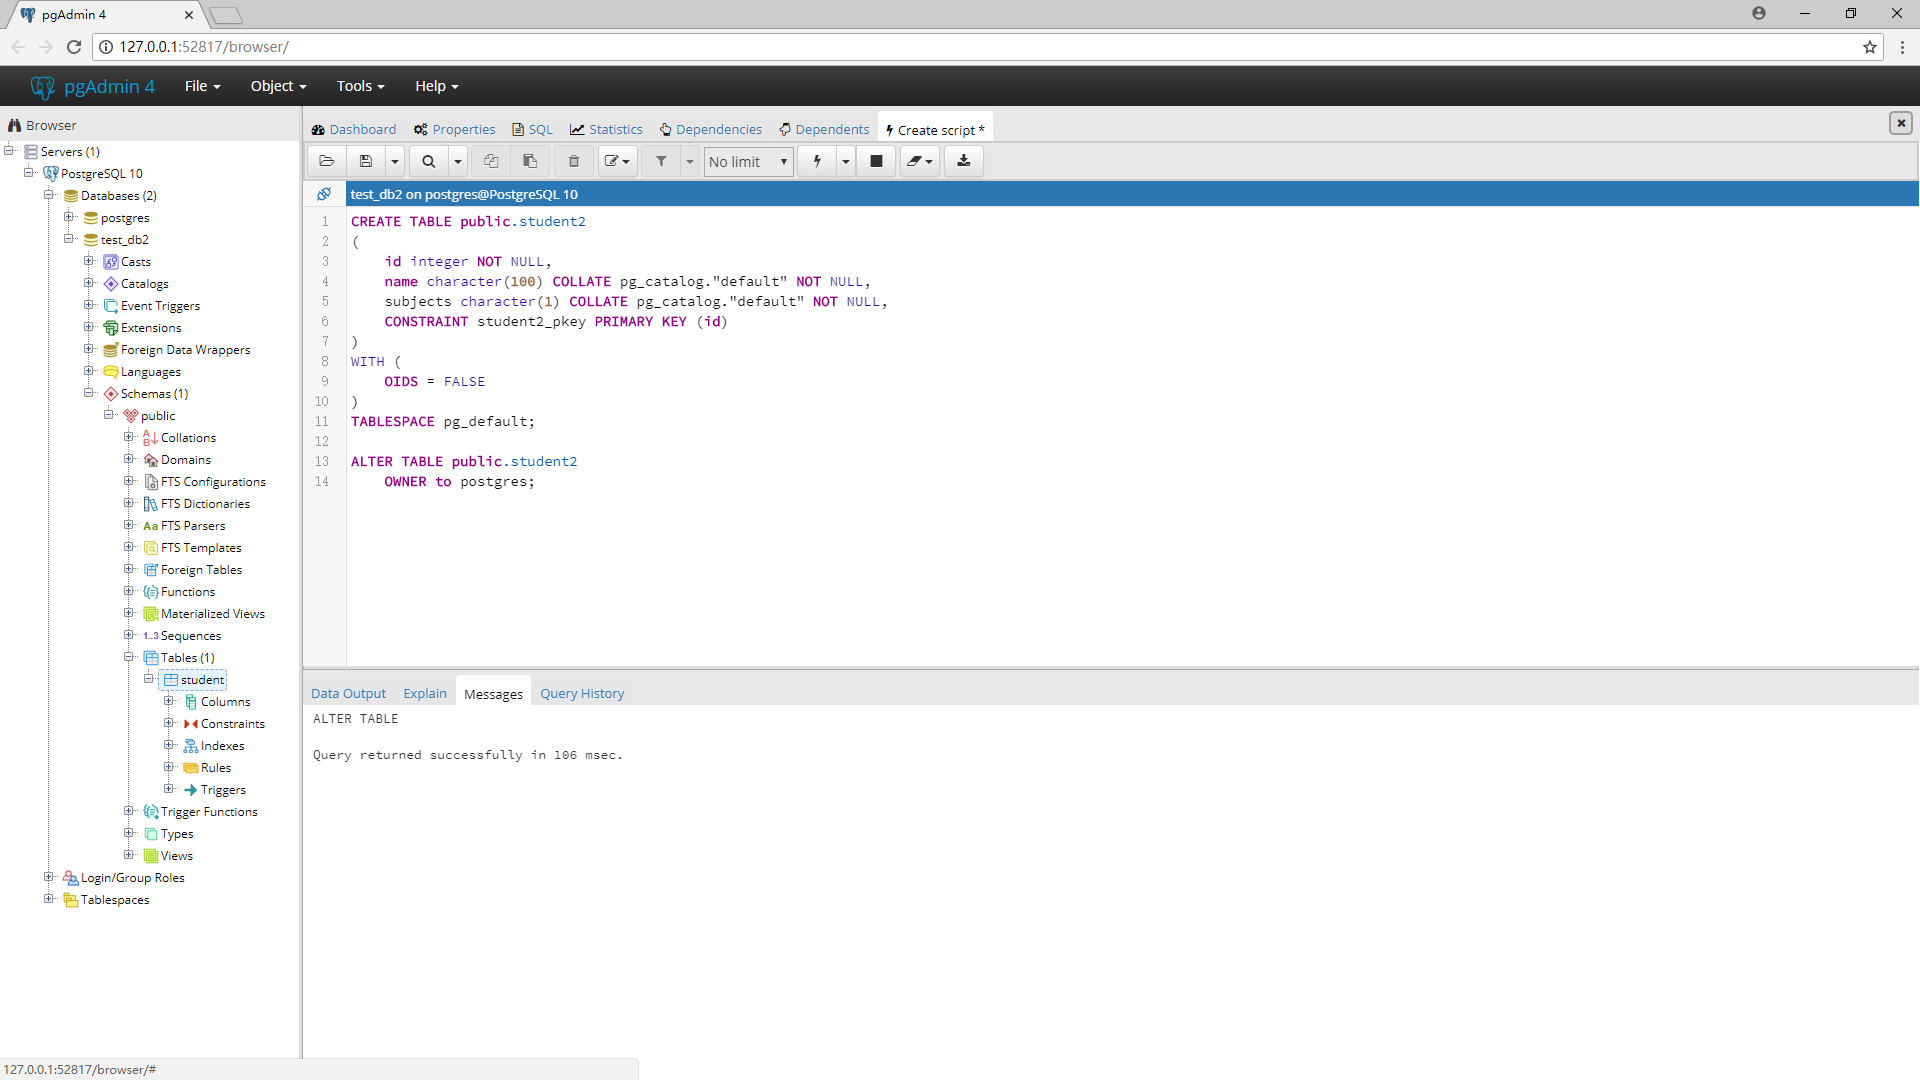 pgAdmin 4
127.0.0.1:52817/browser/
pgAdmin 4 File Object Tools Help
Browser
Servers (1)
PostgreSQL 10
Databases (2)
postgres
test_db2
Casts
Catalogs
Event Triggers
Extensions
Foreign Data Wrappers
Languages
Schemas (1)
public
Collations
Domains
FTS Configurations
FTS Dictionaries
Aa FTS Parsers
FTS Templates
Foreign Tables
Functions
Materialized Views
1..3 Sequences
Tables (1)
student
Columns
Constraints
Indexes
Rules
Triggers
Trigger Functions
Types
Views
Login/Group Roles
Tablespaces
Dashboard Properties SQL Statistics Dependencies Dependents Create script *
No limit
test_db2 on postgres@PostgreSQL 10
1 CREATE TABLE public.student2
2 (
3 id integer NOT NULL,
4 name character(100) COLLATE pg_catalog."default" NOT NULL,
5 subjects character(1) COLLATE pg_catalog."default" NOT NULL,
6 CONSTRAINT student2_pkey PRIMARY KEY (id)
7 )
8 WITH (
9 OIDS = FALSE
10 )
11 TABLESPACE pg_default;
12
13 ALTER TABLE public.student2
14 OWNER to postgres;
Data Output Explain Messages Query History
ALTER TABLE
Query returned successfully in 106 msec.
127.0.0.1:52817/browser/#